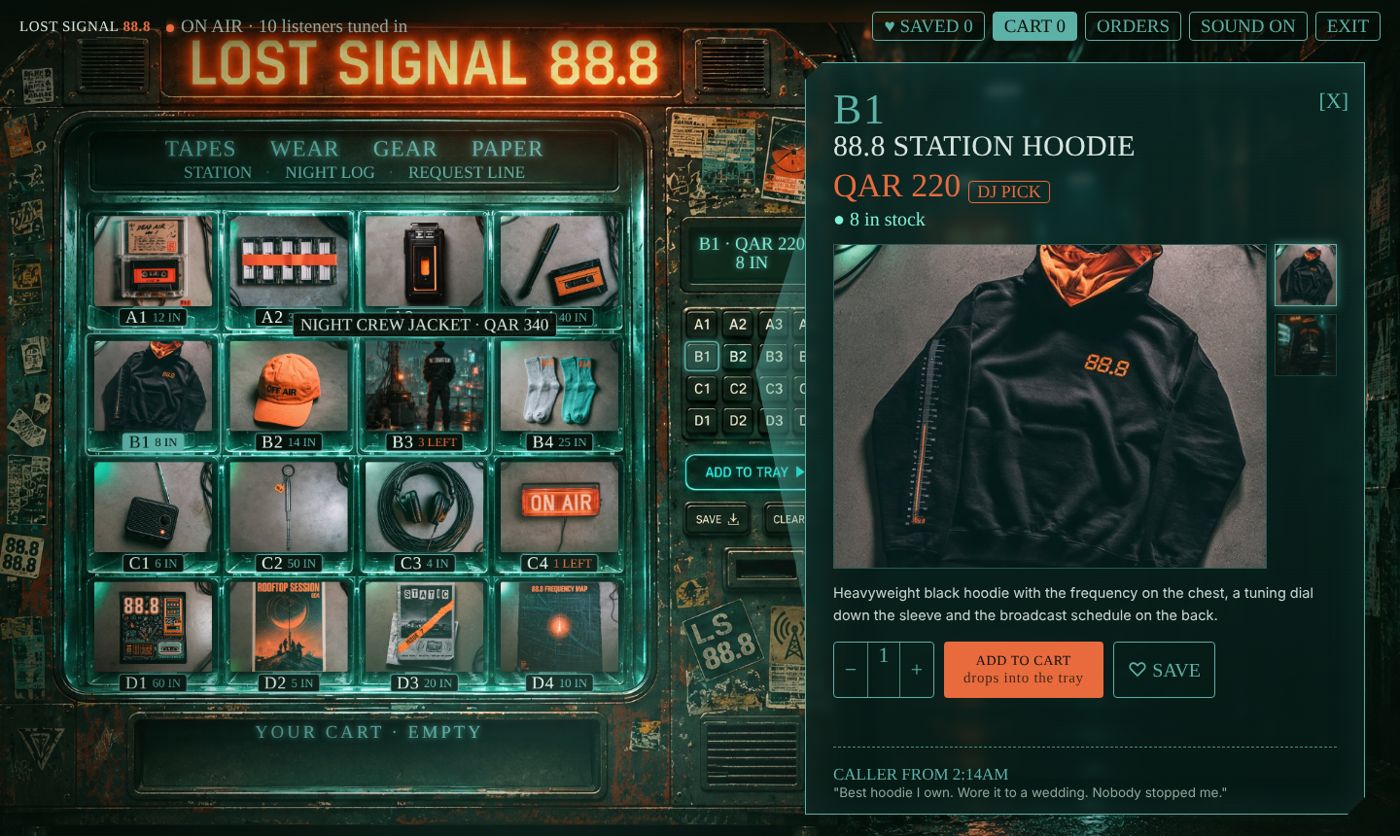 LOST SIGNAL 88.8 ● ON AIR · 10 listeners tuned in
♥ SAVED 0
CART 0
ORDERS
SOUND ON
EXIT
LOST SIGNAL 88.8
TAPES WEAR GEAR PAPER
STATION · NIGHT LOG · REQUEST LINE
DEAD AIR
A1 12 IN
A2
40 IN
NIGHT CREW JACKET · QAR 340
88.8
OFF AIR
B1 8 IN
B2 14 IN
B3 3 LEFT
B4 25 IN
ON AIR
C1 6 IN
C2 50 IN
C3 4 IN
C4 1 LEFT
88.8
ROOFTOP SESSION
STATIC
88.8 FREQUENCY MAP
D1 60 IN
D2 5 IN
D3 20 IN
D4 10 IN
YOUR CART · EMPTY
88.8
88.8
B1 · QAR 220
8 IN
A1 A2 A3 A
B1 B2 B3
C1 C2 C3
D1 D2 D3
ADD TO TRAY ▶
SAVE
CLEAR
LS
88.8
B1
[X]
88.8 STATION HOODIE
QAR 220 DJ PICK
● 8 in stock
88.8
Heavyweight black hoodie with the frequency on the chest, a tuning dial
down the sleeve and the broadcast schedule on the back.
− 1 +
ADD TO CART
drops into the tray
♡ SAVE
CALLER FROM 2:14AM
"Best hoodie I own. Wore it to a wedding. Nobody stopped me."